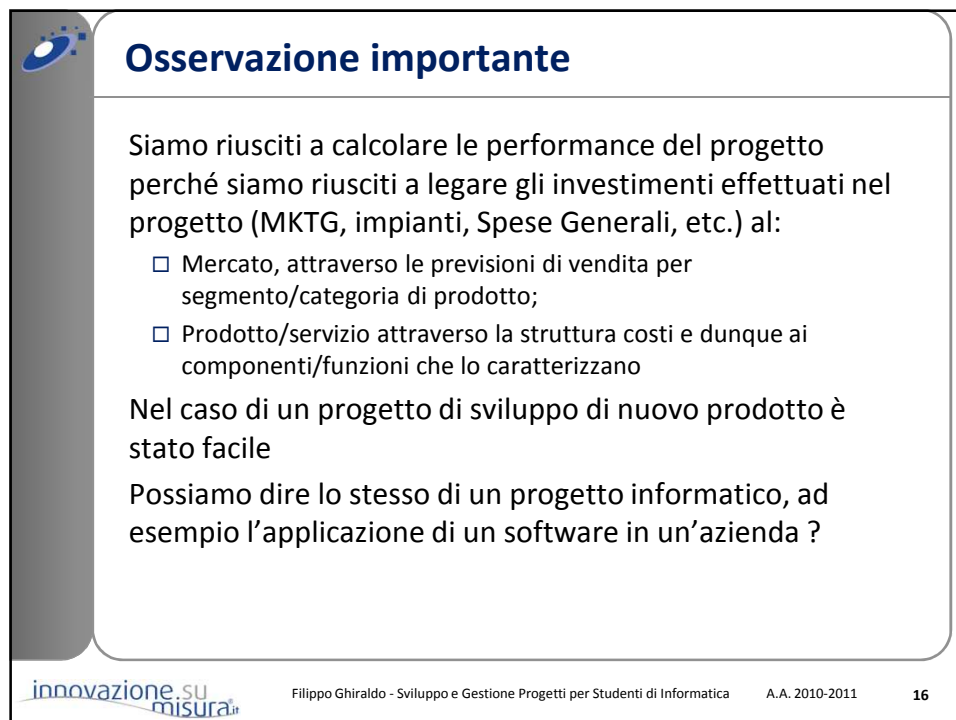 Osservazione importante
Siamo riusciti a calcolare le performance del progetto
perché siamo riusciti a legare gli investimenti effettuati nel
progetto (MKTG, impianti, Spese Generali, etc.) al:
Mercato, attraverso le previsioni di vendita per
segmento/categoria di prodotto;
Prodotto/servizio attraverso la struttura costi e dunque ai
componenti/funzioni che lo caratterizzano
Nel caso di un progetto di sviluppo di nuovo prodotto è
stato facile
Possiamo dire lo stesso di un progetto informatico, ad
esempio l’applicazione di un software in un’azienda ?
innovazione.su
misura.it
Filippo Ghiraldo - Sviluppo e Gestione Progetti per Studenti di Informatica A.A. 2010-2011 16